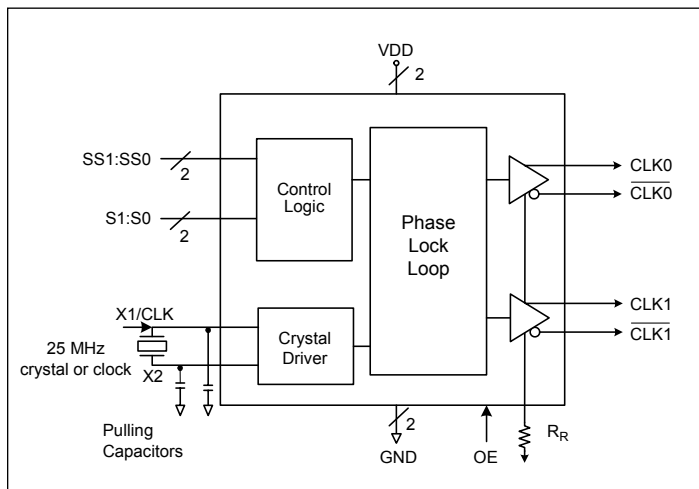 VDD
2
SS1:SS0
2
S1:S0
2
Control
Logic
Phase
Lock
Loop
CLK0
CLK0
X1/CLK
25 MHz
crystal or clock
X2
Crystal
Driver
CLK1
CLK1
Pulling
Capacitors
2
GND
OE
RR